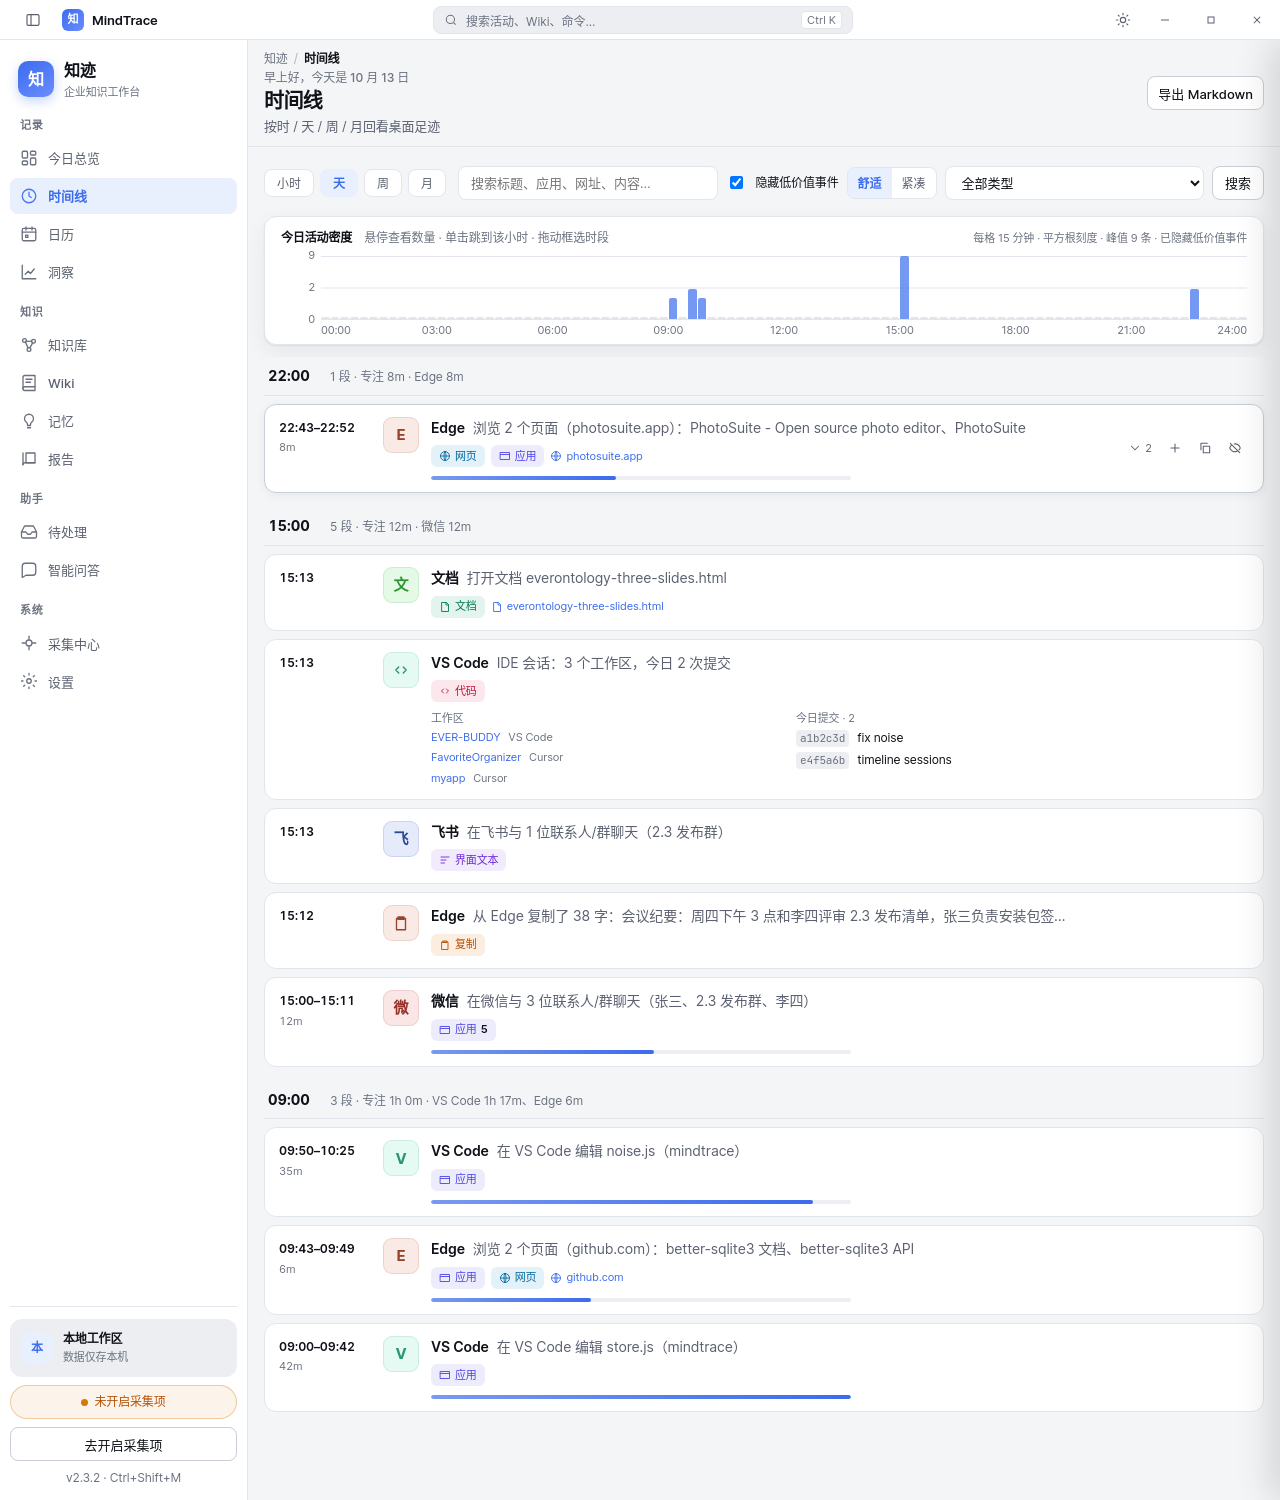 知 MindTrace
搜索活动、Wiki、命令... Ctrl K
知 知迹
企业知识工作台
记录
今日总览
时间线
日历
洞察
知识
知识库
Wiki
记忆
报告
助手
待处理
智能问答
系统
采集中心
设置
本 本地工作区
数据仅存本机
未开启采集项
去开启采集项
v2.3.2 · Ctrl+Shift+M
知迹 / 时间线
早上好，今天是 10 月 13 日
时间线
按时 / 天 / 周 / 月回看桌面足迹
导出 Markdown
小时 天 周 月 搜索标题、应用、网址、内容... 隐藏低价值事件 舒适 紧凑 全部类型 搜索
今日活动密度 悬停查看数量 · 单击跳到该小时 · 拖动框选时段 每格 15 分钟 · 平方根刻度 · 峰值 9 条 · 已隐藏低价值事件
9
2
0
00:00 03:00 06:00 09:00 12:00 15:00 18:00 21:00 24:00
22:00 1 段 · 专注 8m · Edge 8m
22:43–22:52 E Edge 浏览 2 个页面（photosuite.app）：PhotoSuite - Open source photo editor、PhotoSuite
8m 网页 应用 photosuite.app 2
15:00 5 段 · 专注 12m · 微信 12m
15:13 文 文档 打开文档 everontology-three-slides.html
文档 everontology-three-slides.html
15:13 VS Code IDE 会话：3 个工作区，今日 2 次提交
代码
工作区 今日提交 · 2
EVER-BUDDY VS Code a1b2c3d fix noise
FavoriteOrganizer Cursor e4f5a6b timeline sessions
myapp Cursor
15:13 飞 飞书 在飞书与 1 位联系人/群聊天（2.3 发布群）
界面文本
15:12 Edge 从 Edge 复制了 38 字：会议纪要：周四下午 3 点和李四评审 2.3 发布清单，张三负责安装包签...
复制
15:00–15:11 微 微信 在微信与 3 位联系人/群聊天（张三、2.3 发布群、李四）
12m 应用 5
09:00 3 段 · 专注 1h 0m · VS Code 1h 17m、Edge 6m
09:50–10:25 V VS Code 在 VS Code 编辑 noise.js（mindtrace）
35m 应用
09:43–09:49 E Edge 浏览 2 个页面（github.com）：better-sqlite3 文档、better-sqlite3 API
6m 应用 网页 github.com
09:00–09:42 V VS Code 在 VS Code 编辑 store.js（mindtrace）
42m 应用